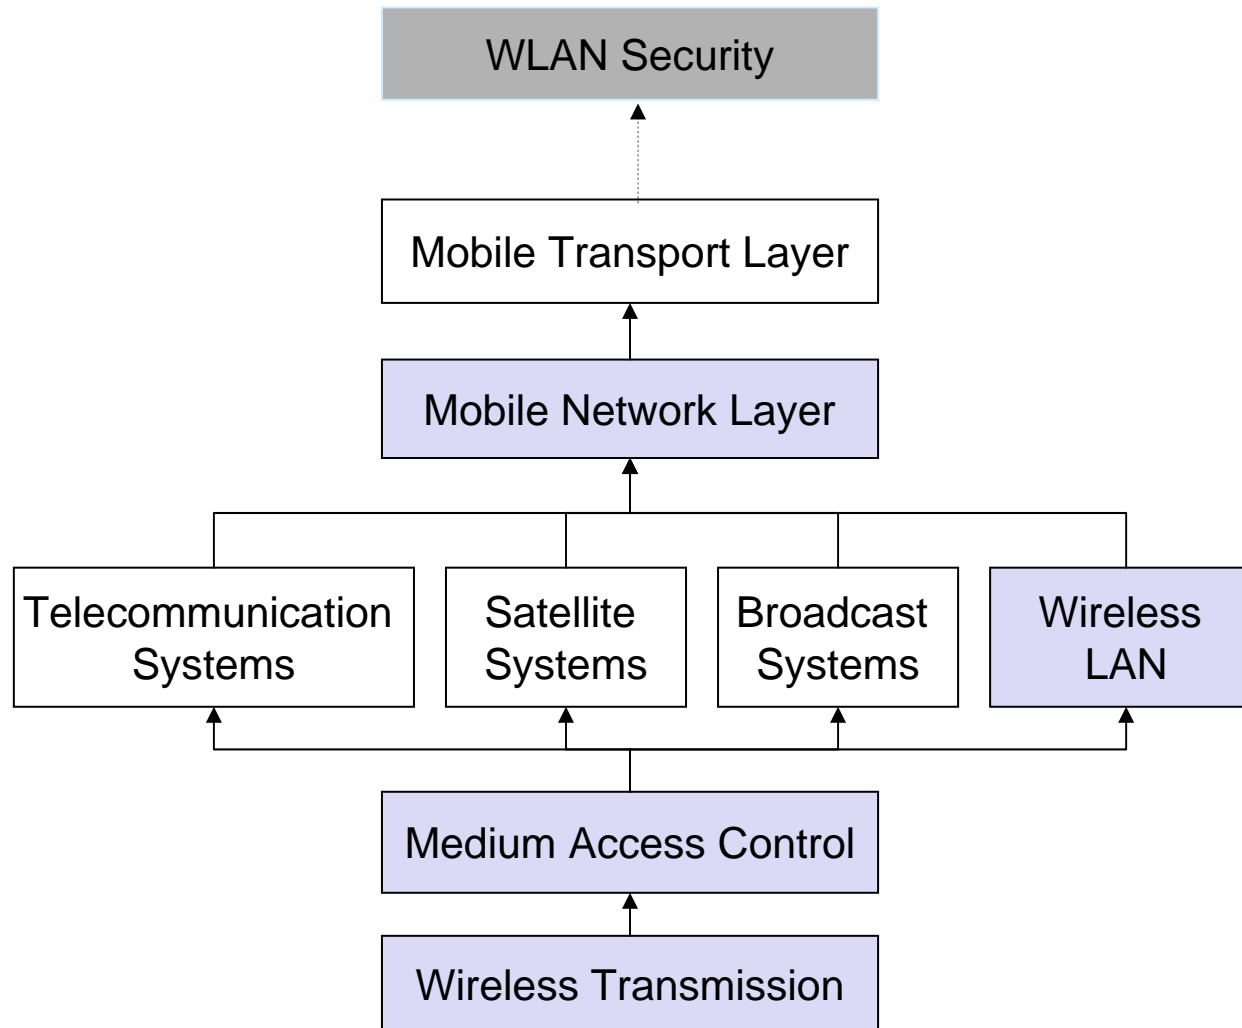 WLAN Security
Mobile Transport Layer
Mobile Network Layer
Telecommunication
Systems
Satellite
Systems
Broadcast
Systems
Wireless
LAN
Medium Access Control
Wireless Transmission